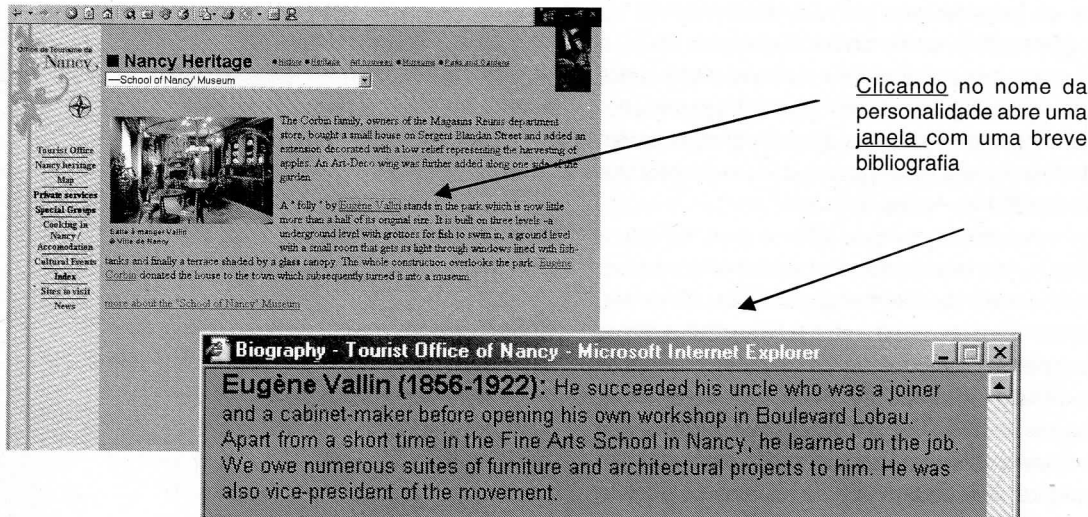 Office de Tourisme de
Nancy
Nancy Heritage
History Heritage Art nouveau Museums Parks and Gardens
—School of Nancy' Museum
Tourist Office
Nancy heritage
Map
Private services
Special Groups
Cooking in
Nancy /
Accomodation
Cultural Events
Index
Sites to visit
News
Salle à manger Vallin
© Ville de Nancy
The Corbin family, owners of the Magasins Réunis department
store, bought a small house on Sergent Blandan Street and added an
extension decorated with a low relief representing the harvesting of
apples. An Art-Deco wing was further added along one side of the
garden.
A " folly " by Eugène Vallin stands in the park which is now little
more than a half of its original size. It is built on three levels -a
underground level with grottoes for fish to swim in, a ground level
with a small room that gets its light through windows lined with fish-
tanks and finally a terrace shaded by a glass canopy. The whole construction overlooks the park. Eugène
Corbin donated the house to the town which subsequently turned it into a museum.
more about the "School of Nancy" Museum
Clicando no nome da
personalidade abre uma
janela com uma breve
bibliografia
Biography - Tourist Office of Nancy - Microsoft Internet Explorer
Eugène Vallin (1856-1922): He succeeded his uncle who was a joiner
and a cabinet-maker before opening his own workshop in Boulevard Lobau.
Apart from a short time in the Fine Arts School in Nancy, he learned on the job.
We owe numerous suites of furniture and architectural projects to him. He was
also vice-president of the movement.